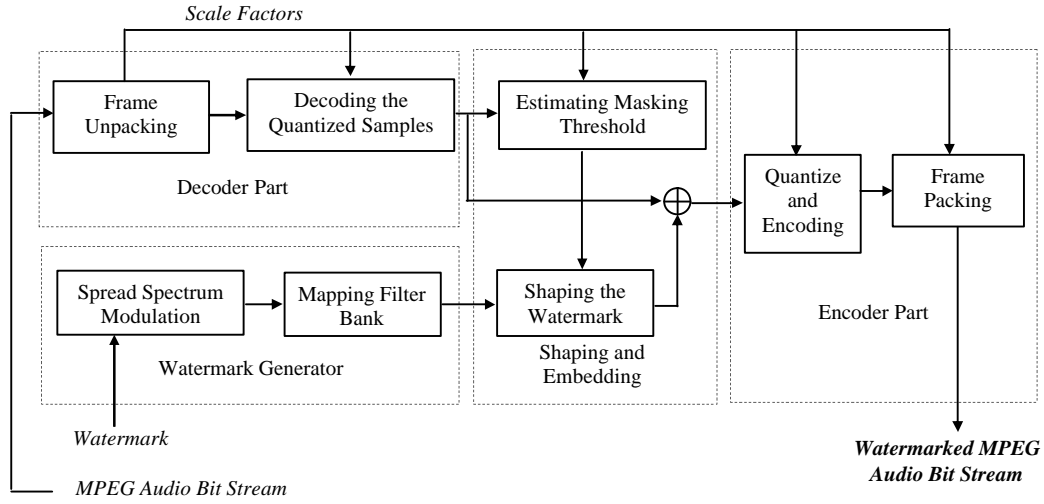 Scale Factors
Frame
Unpacking
Decoding the
Quantized Samples
Decoder Part
Estimating Masking
Threshold
Quantize
and
Encoding
Frame
Packing
Spread Spectrum
Modulation
Mapping Filter
Bank
Watermark Generator
Shaping the
Watermark
Shaping and
Embedding
Encoder Part
Watermark
MPEG Audio Bit Stream
Watermarked MPEG
Audio Bit Stream